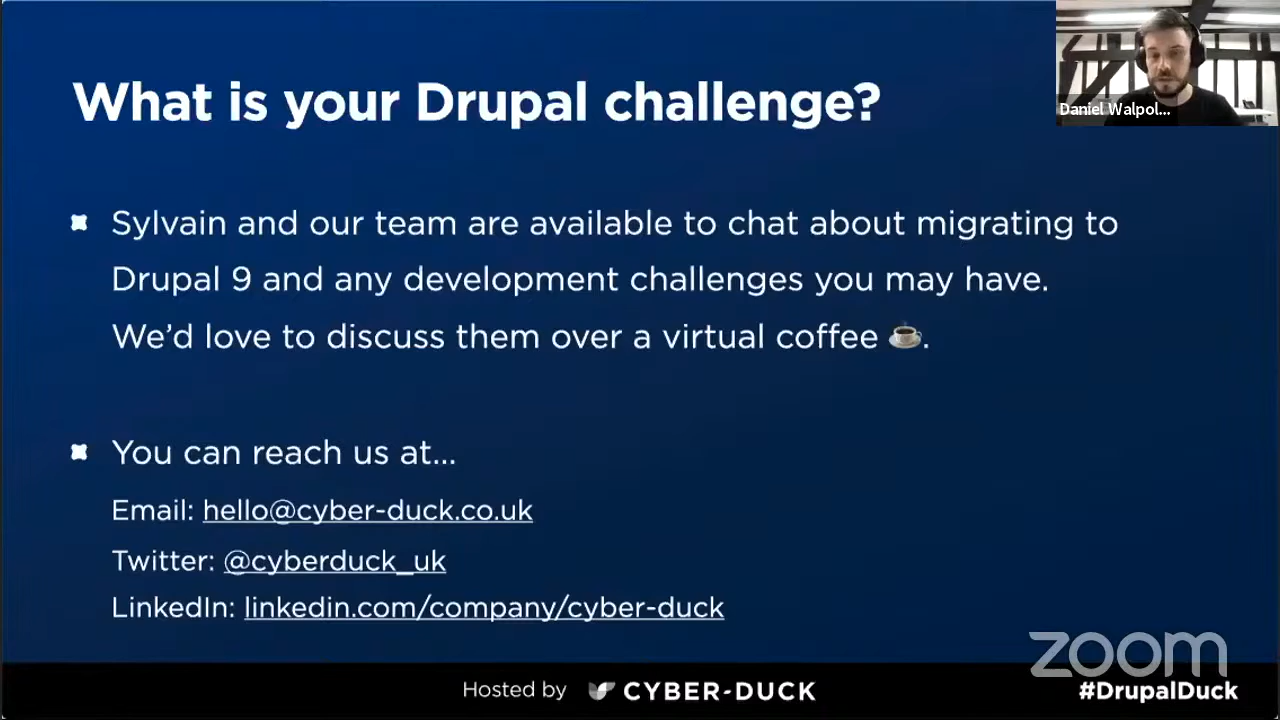 What is your Drupal challenge?
Daniel Walpol...
Sylvain and our team are available to chat about migrating to
Drupal 9 and any development challenges you may have.
We’d love to discuss them over a virtual coffee ☕.
You can reach us at...
Email: hello@cyber-duck.co.uk
Twitter: @cyberduck_uk
LinkedIn: linkedin.com/company/cyber-duck
zoom
Hosted by CYBER-DUCK
#DrupalDuck